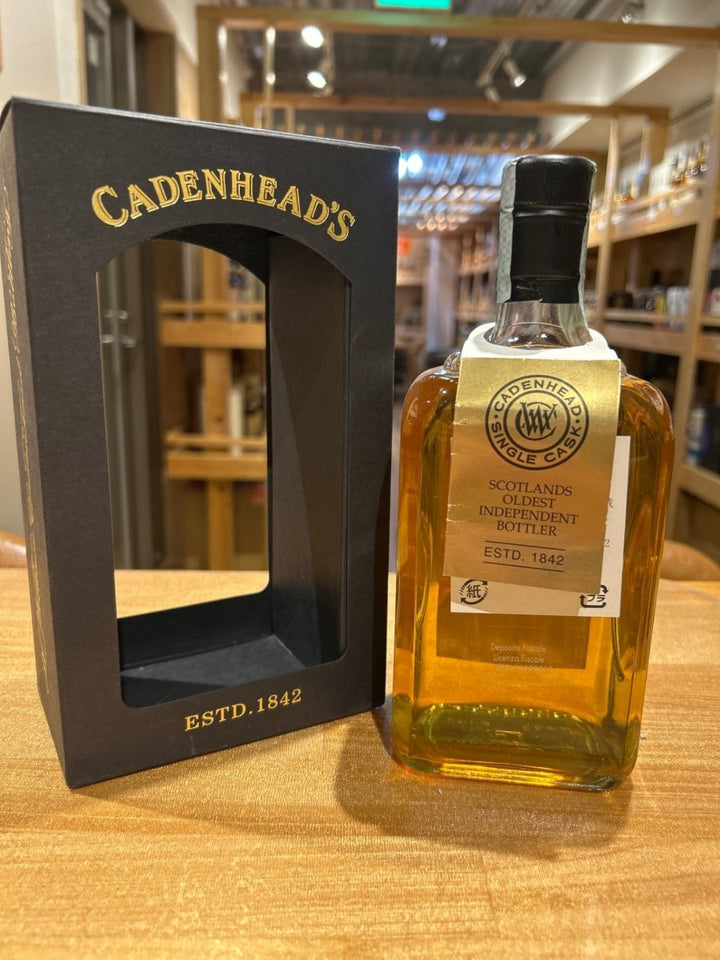 CADENHEAD'S
ESTD.1842
CADENHEAD
SINGLE CASK
SCOTLANDS
OLDEST
INDEPENDENT
BOTTLER
ESTD. 1842
紙
プラ
Deposito Fiscale:
Licenza Fiscale